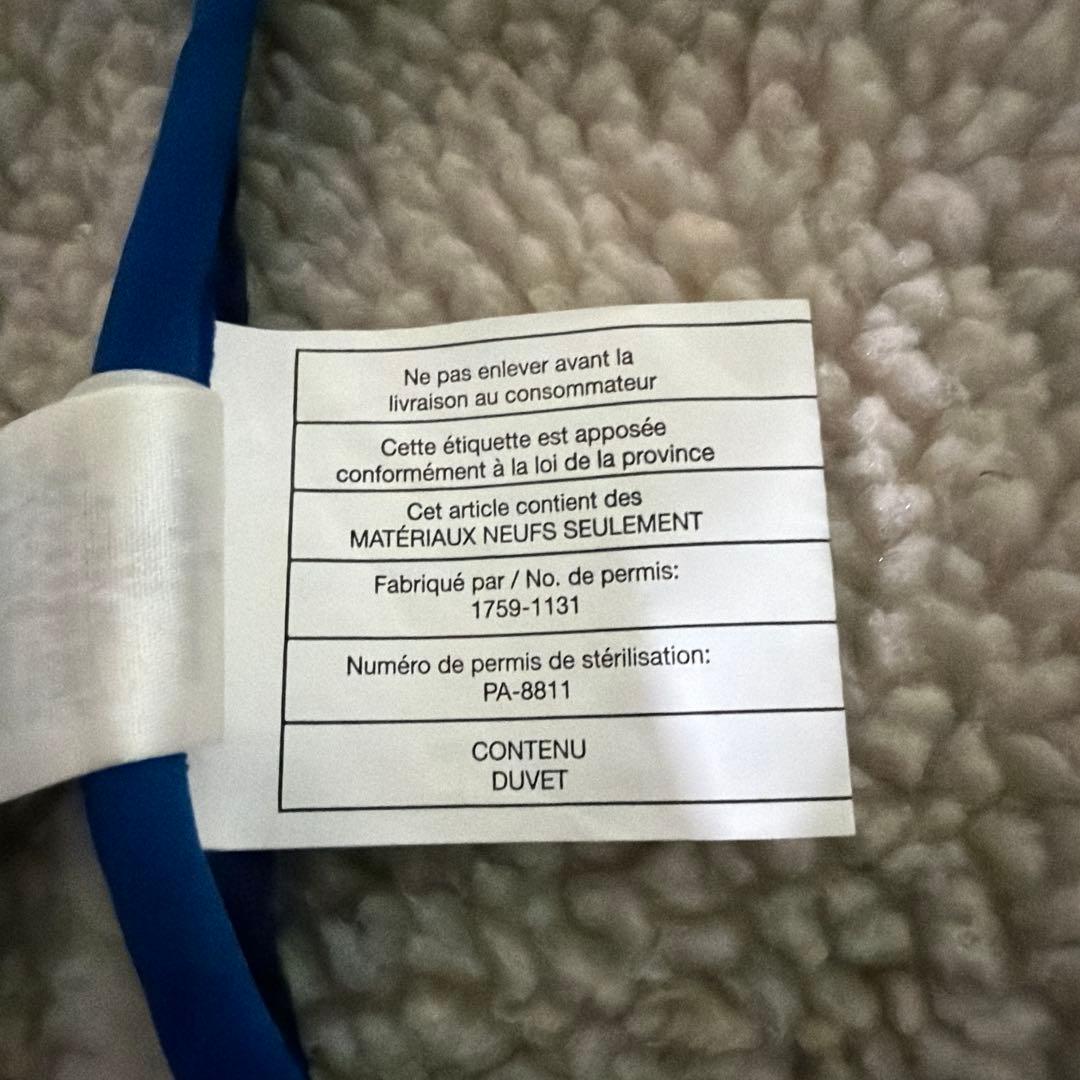 Ne pas enlever avant la
livraison au consommateur
Cette étiquette est apposée
conformément à la loi de la province
Cet article contient des
MATÉRIAUX NEUFS SEULEMENT
Fabriqué par / No. de permis:
1759-1131
Numéro de permis de stérilisation:
PA-8811
CONTENU
DUVET